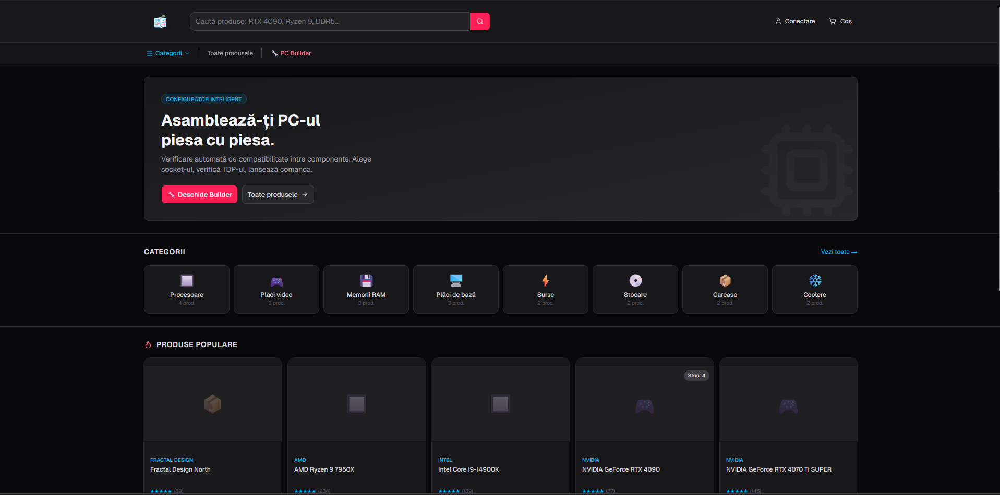 Caută produse: RTX 4090, Ryzen 9, DDR5...
Conectare
Coș
Categorii
Toate produsele
PC Builder
CONFIGURATOR INTELIGENT
Asamblează-ți PC-ul
piesa cu piesa.
Verificare automată de compatibilitate între componente. Alege
socket-ul, verifică TDP-ul, lansează comanda.
Deschide Builder
Toate produsele →
CATEGORII
Vezi toate →
Procesoare
4 prod.
Plăci video
3 prod.
Memorii RAM
3 prod.
Plăci de bază
3 prod.
Surse
2 prod.
Stocare
2 prod.
Carcase
2 prod.
Coolere
2 prod.
PRODUSE POPULARE
FRACTAL DESIGN
Fractal Design North
★★★★★ (89)
AMD
AMD Ryzen 9 7950X
★★★★★ (234)
INTEL
Intel Core i9-14900K
★★★★★ (189)
Stoc: 4
NVIDIA
NVIDIA GeForce RTX 4090
★★★★★ (87)
NVIDIA
NVIDIA GeForce RTX 4070 Ti SUPER
★★★★★ (145)